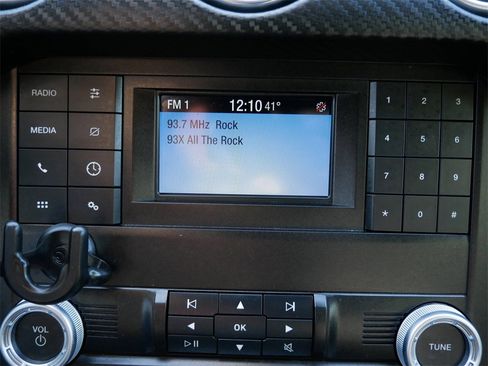 FM 1 12:10 41°
93.7 MHz Rock
93X All The Rock
RADIO
MEDIA
1 2 3
4 5 6
7 8 9
* 0 #
OK
VOL
TUNE